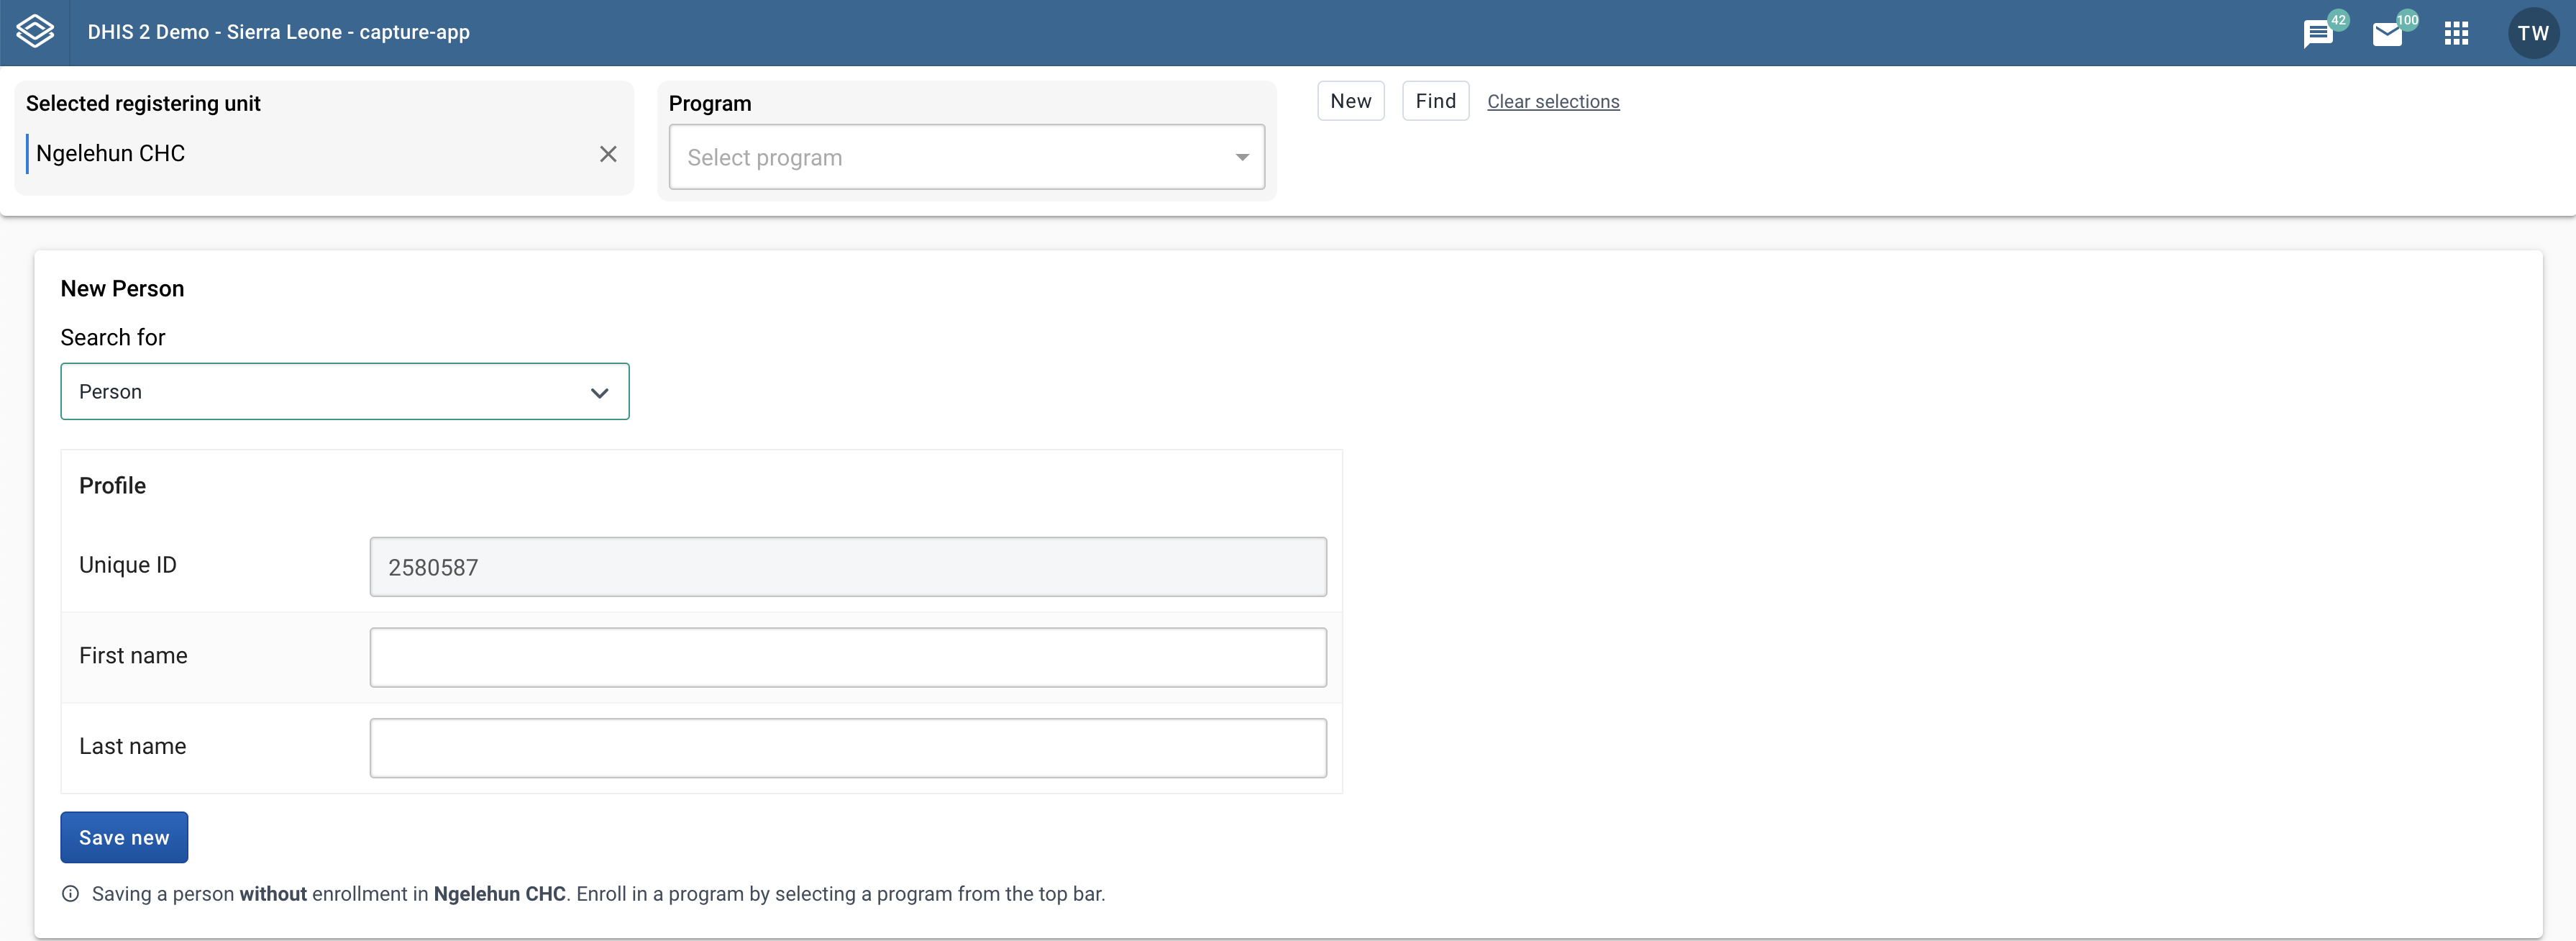 DHIS 2 Demo - Sierra Leone - capture-app
42
100
TW
Selected registering unit
Ngelehun CHC
Program
Select program
New
Find
Clear selections
New Person
Search for
Person
Profile
Unique ID
2580587
First name
Last name
Save new
Saving a person without enrollment in Ngelehun CHC. Enroll in a program by selecting a program from the top bar.